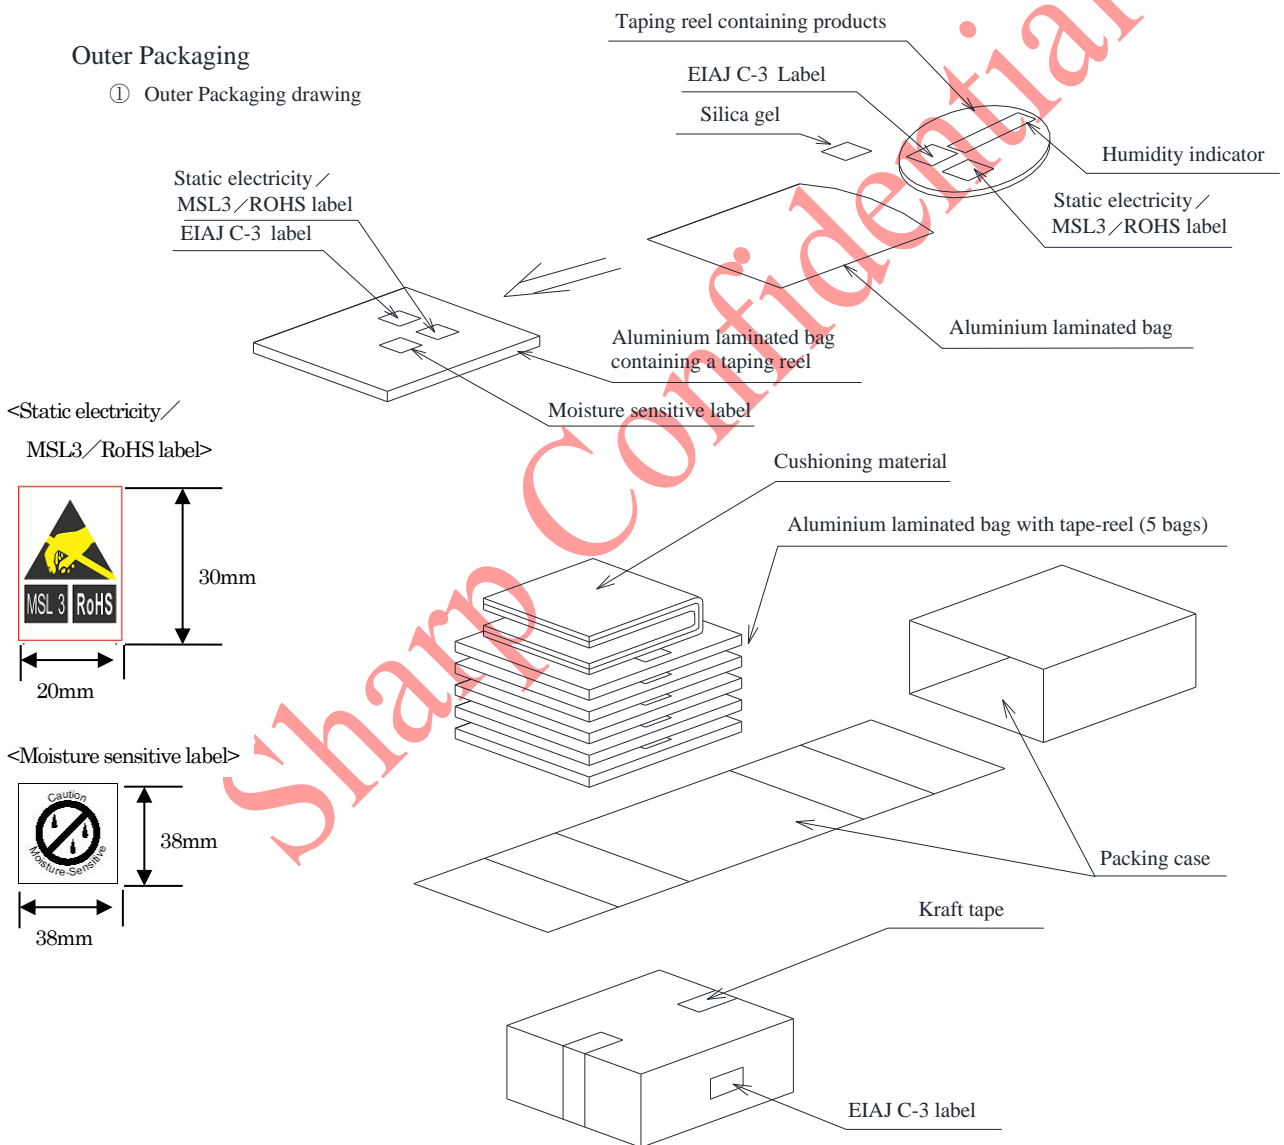 Outer Packaging
① Outer Packaging drawing
Taping reel containing products
EIAJ C-3 Label
Silica gel
Humidity indicator
Static electricity／
MSL3／ROHS label
Static electricity／
MSL3／ROHS label
EIAJ C-3 label
Aluminium laminated bag
Aluminium laminated bag
containing a taping reel
Moisture sensitive label
<Static electricity／
MSL3／RoHS label>
MSL 3 RoHS
30mm
20mm
Cushioning material
Aluminium laminated bag with tape-reel (5 bags)
<Moisture sensitive label>
Caution
Moisture-Sensitive
38mm
38mm
Packing case
Kraft tape
EIAJ C-3 label
Sharp Confidential